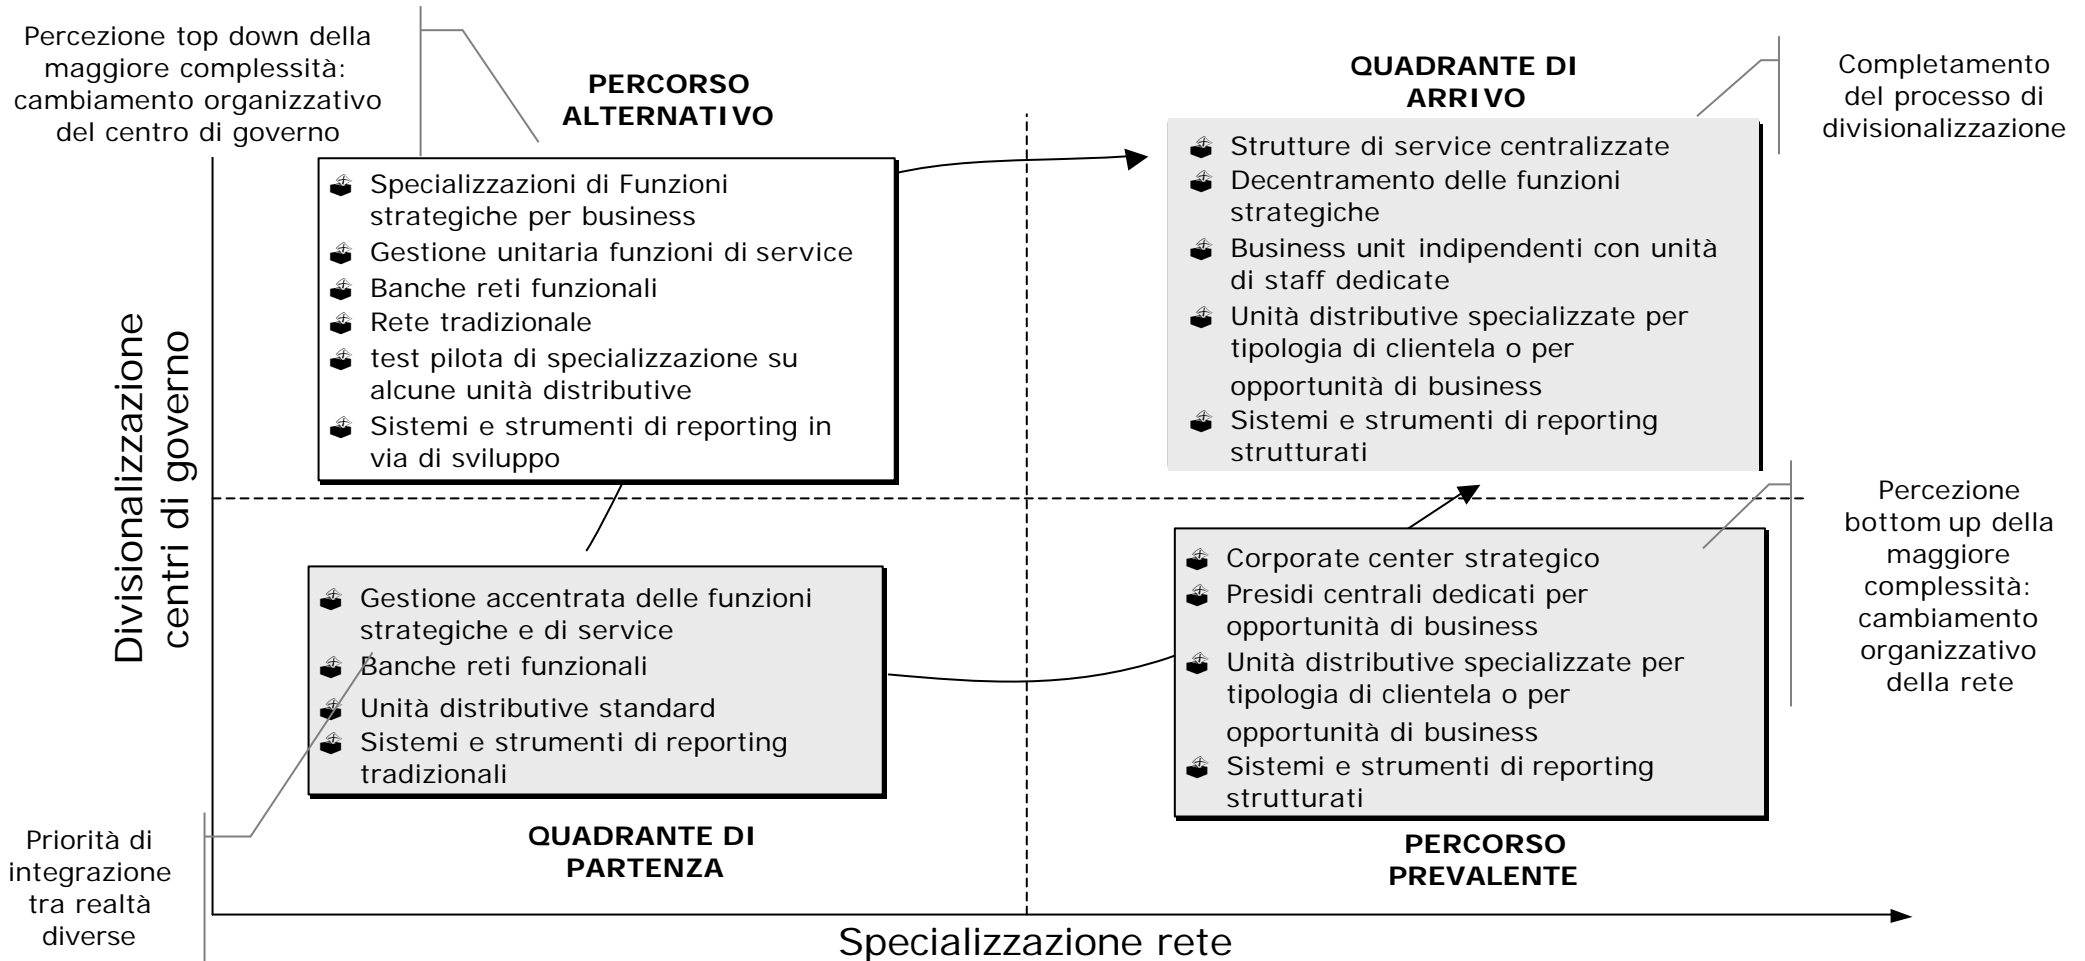 Percezione top down della
maggiore complessità:
cambiamento organizzativo
del centro di governo
PERCORSO
ALTERNATIVO
Specializzazioni di Funzioni
strategiche per business
Gestione unitaria funzioni di service
Banche reti funzionali
Rete tradizionale
test pilota di specializzazione su
alcune unità distributive
Sistemi e strumenti di reporting in
via di sviluppo
QUADRANTE DI
ARRIVO
Strutture di service centralizzate
Decentramento delle funzioni
strategiche
Business unit indipendenti con unità
di staff dedicate
Unità distributive specializzate per
tipologia di clientela o per
opportunità di business
Sistemi e strumenti di reporting
strutturati
Completamento
del processo di
divisionalizzazione
Divisionalizzazione
centri di governo
Gestione accentrata delle funzioni
strategiche e di service
Banche reti funzionali
Unità distributive standard
Sistemi e strumenti di reporting
tradizionali
QUADRANTE DI
PARTENZA
Corporate center strategico
Presidi centrali dedicati per
opportunità di business
Unità distributive specializzate per
tipologia di clientela o per
opportunità di business
Sistemi e strumenti di reporting
strutturati
PERCORSO
PREVALENTE
Percezione
bottom up della
maggiore
complessità:
cambiamento
organizzativo
della rete
Priorità di
integrazione
tra realtà
diverse
Specializzazione rete